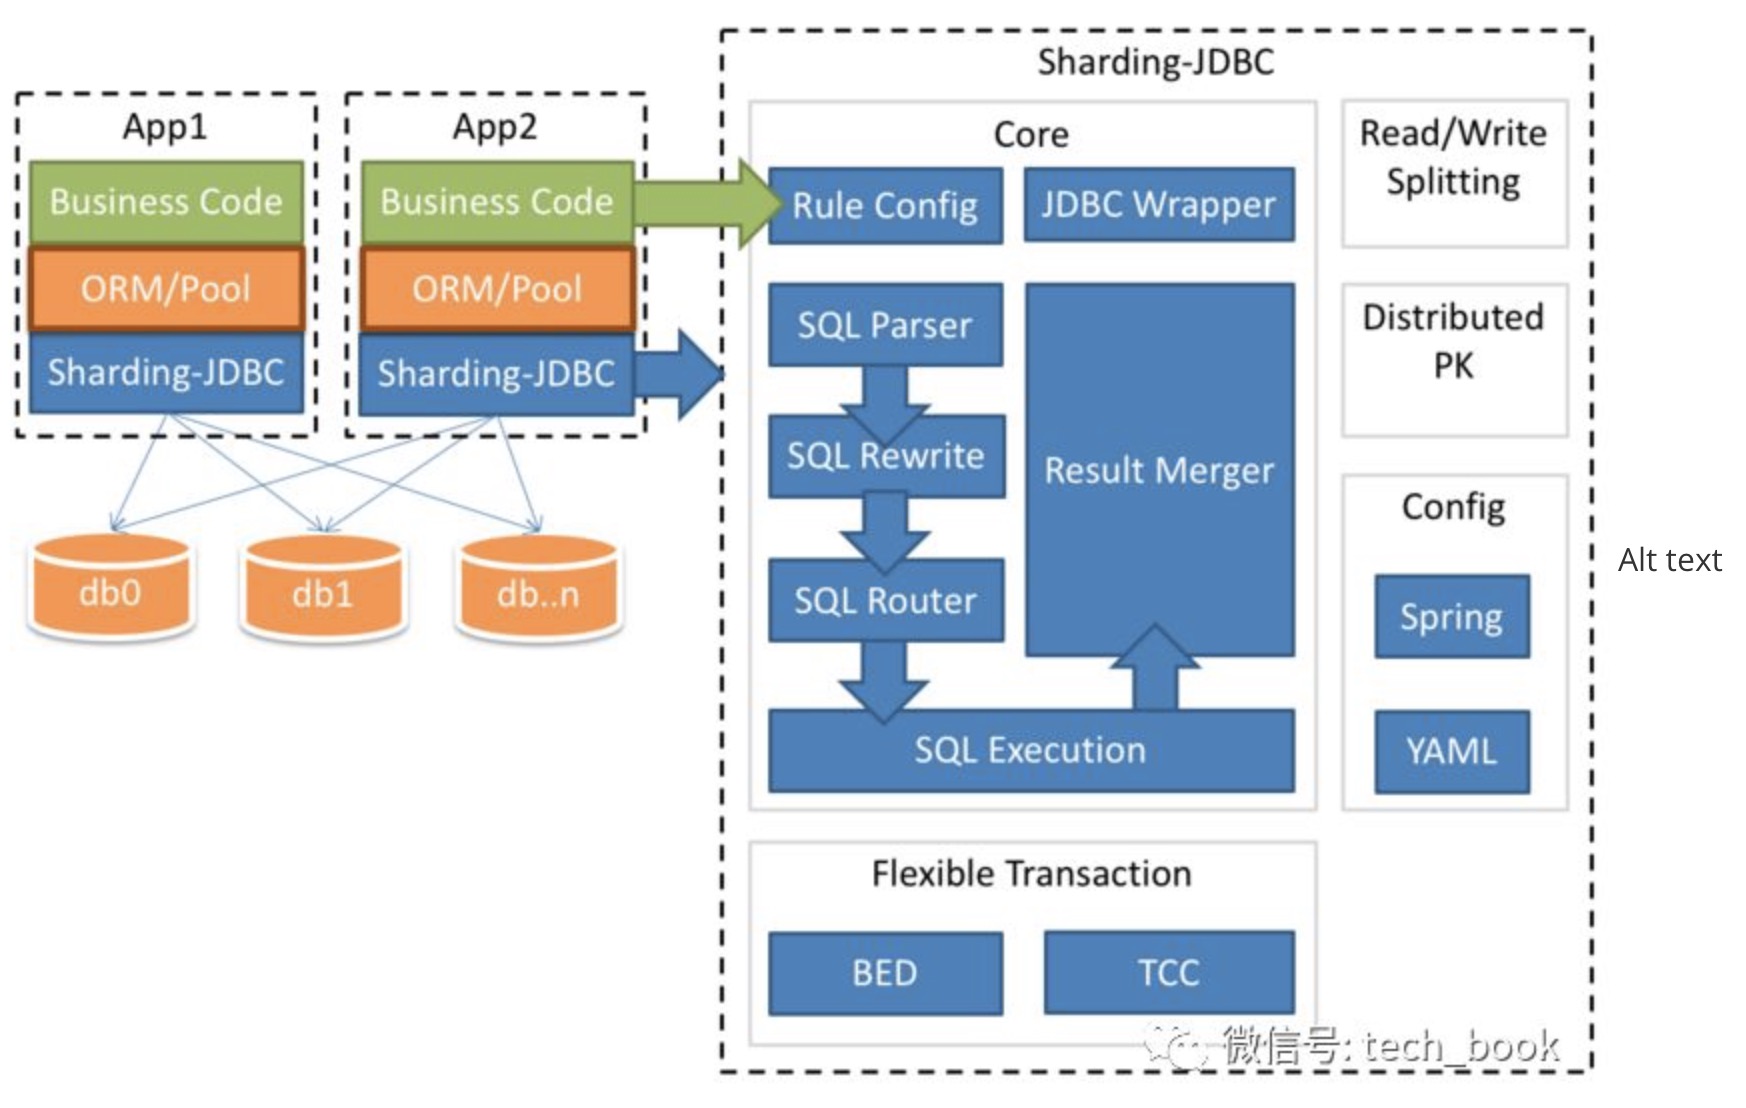 App1
Business Code
ORM/Pool
Sharding-JDBC
App2
Business Code
ORM/Pool
Sharding-JDBC
db0
db1
db..n
Sharding-JDBC
Core
Rule Config
JDBC Wrapper
SQL Parser
SQL Rewrite
SQL Router
Result Merger
SQL Execution
Read/Write
Splitting
Distributed
PK
Config
Spring
YAML
Flexible Transaction
BED
TCC
微信号: tech_book
Alt text